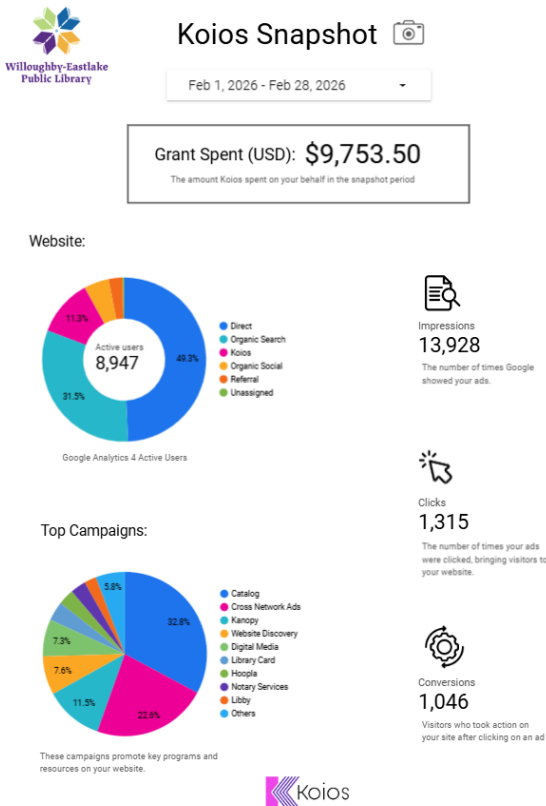 Willoughby-Eastlake
Public Library
Koios Snapshot
Feb 1, 2026 - Feb 28, 2026
Grant Spent (USD): $9,753.50
The amount Koios spent on your behalf in the snapshot period
Website:
11.3%
Active users
8,947
49.3%
31.5%
Direct
Organic Search
Koios
Organic Social
Referral
Unassigned
Google Analytics 4 Active Users
Impressions
13,928
The number of times Google
showed your ads.
Clicks
1,315
The number of times your ads
were clicked, bringing visitors to
your website.
Top Campaigns:
5.8%
32.8%
7.3%
7.6%
11.5%
22.6%
Catalog
Cross Network Ads
Kanopy
Website Discovery
Digital Media
Library Card
Hoopla
Notary Services
Libby
Others
These campaigns promote key programs and
resources on your website.
Conversions
1,046
Visitors who took action on
your site after clicking on an ad
Koios